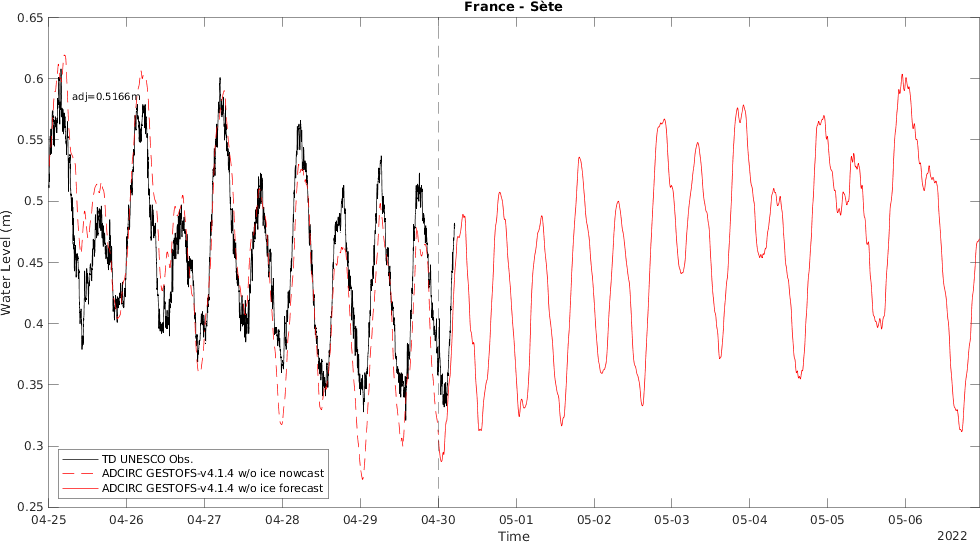 France - Sète
0.65
0.6
0.55
0.5
0.45
0.4
0.35
0.3
0.25
Water Level (m)
adj=0.5166m
TD UNESCO Obs.
ADCIRC GESTOFS-v4.1.4 w/o ice nowcast
ADCIRC GESTOFS-v4.1.4 w/o ice forecast
04-25 04-26 04-27 04-28 04-29 04-30 05-01 05-02 05-03 05-04 05-05 05-06
Time
2022